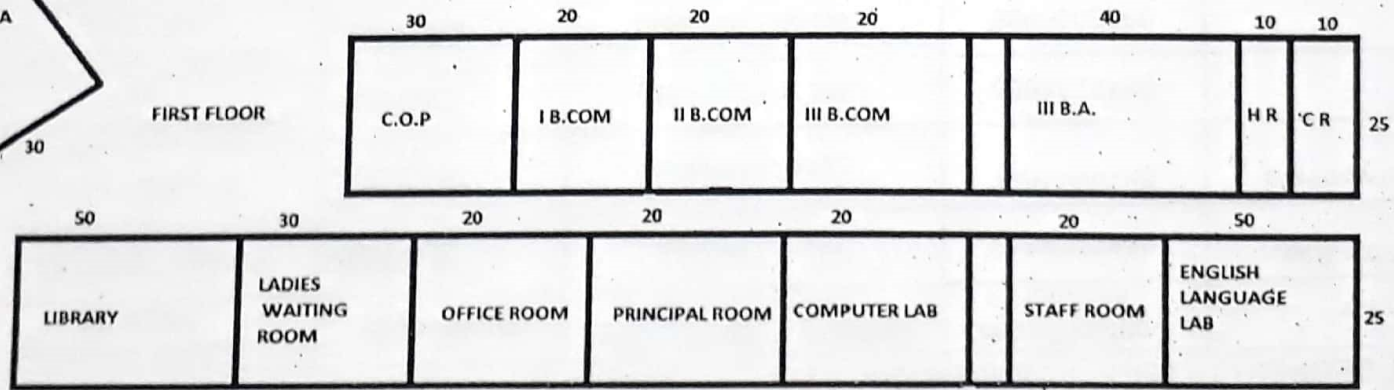 A
30 20 20 20 40 10 10
FIRST FLOOR
C.O.P I B.COM II B.COM III B.COM III B.A. H R C R 25
30
50 30 20 20 20 20 50
LIBRARY
LADIES
WAITING
ROOM
OFFICE ROOM
PRINCIPAL ROOM
COMPUTER LAB
STAFF ROOM
ENGLISH
LANGUAGE
LAB
25